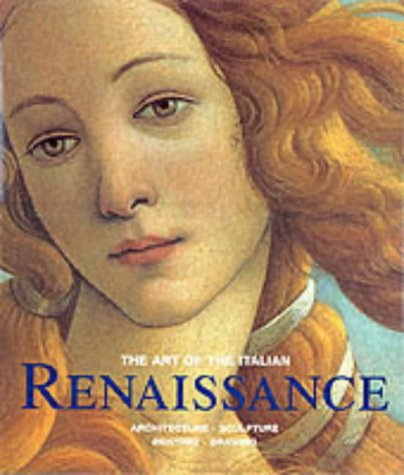 THE ART OF THE ITALIAN
RENAISSANCE
ARCHITECTURE · SCULPTURE
PAINTING · DRAWING